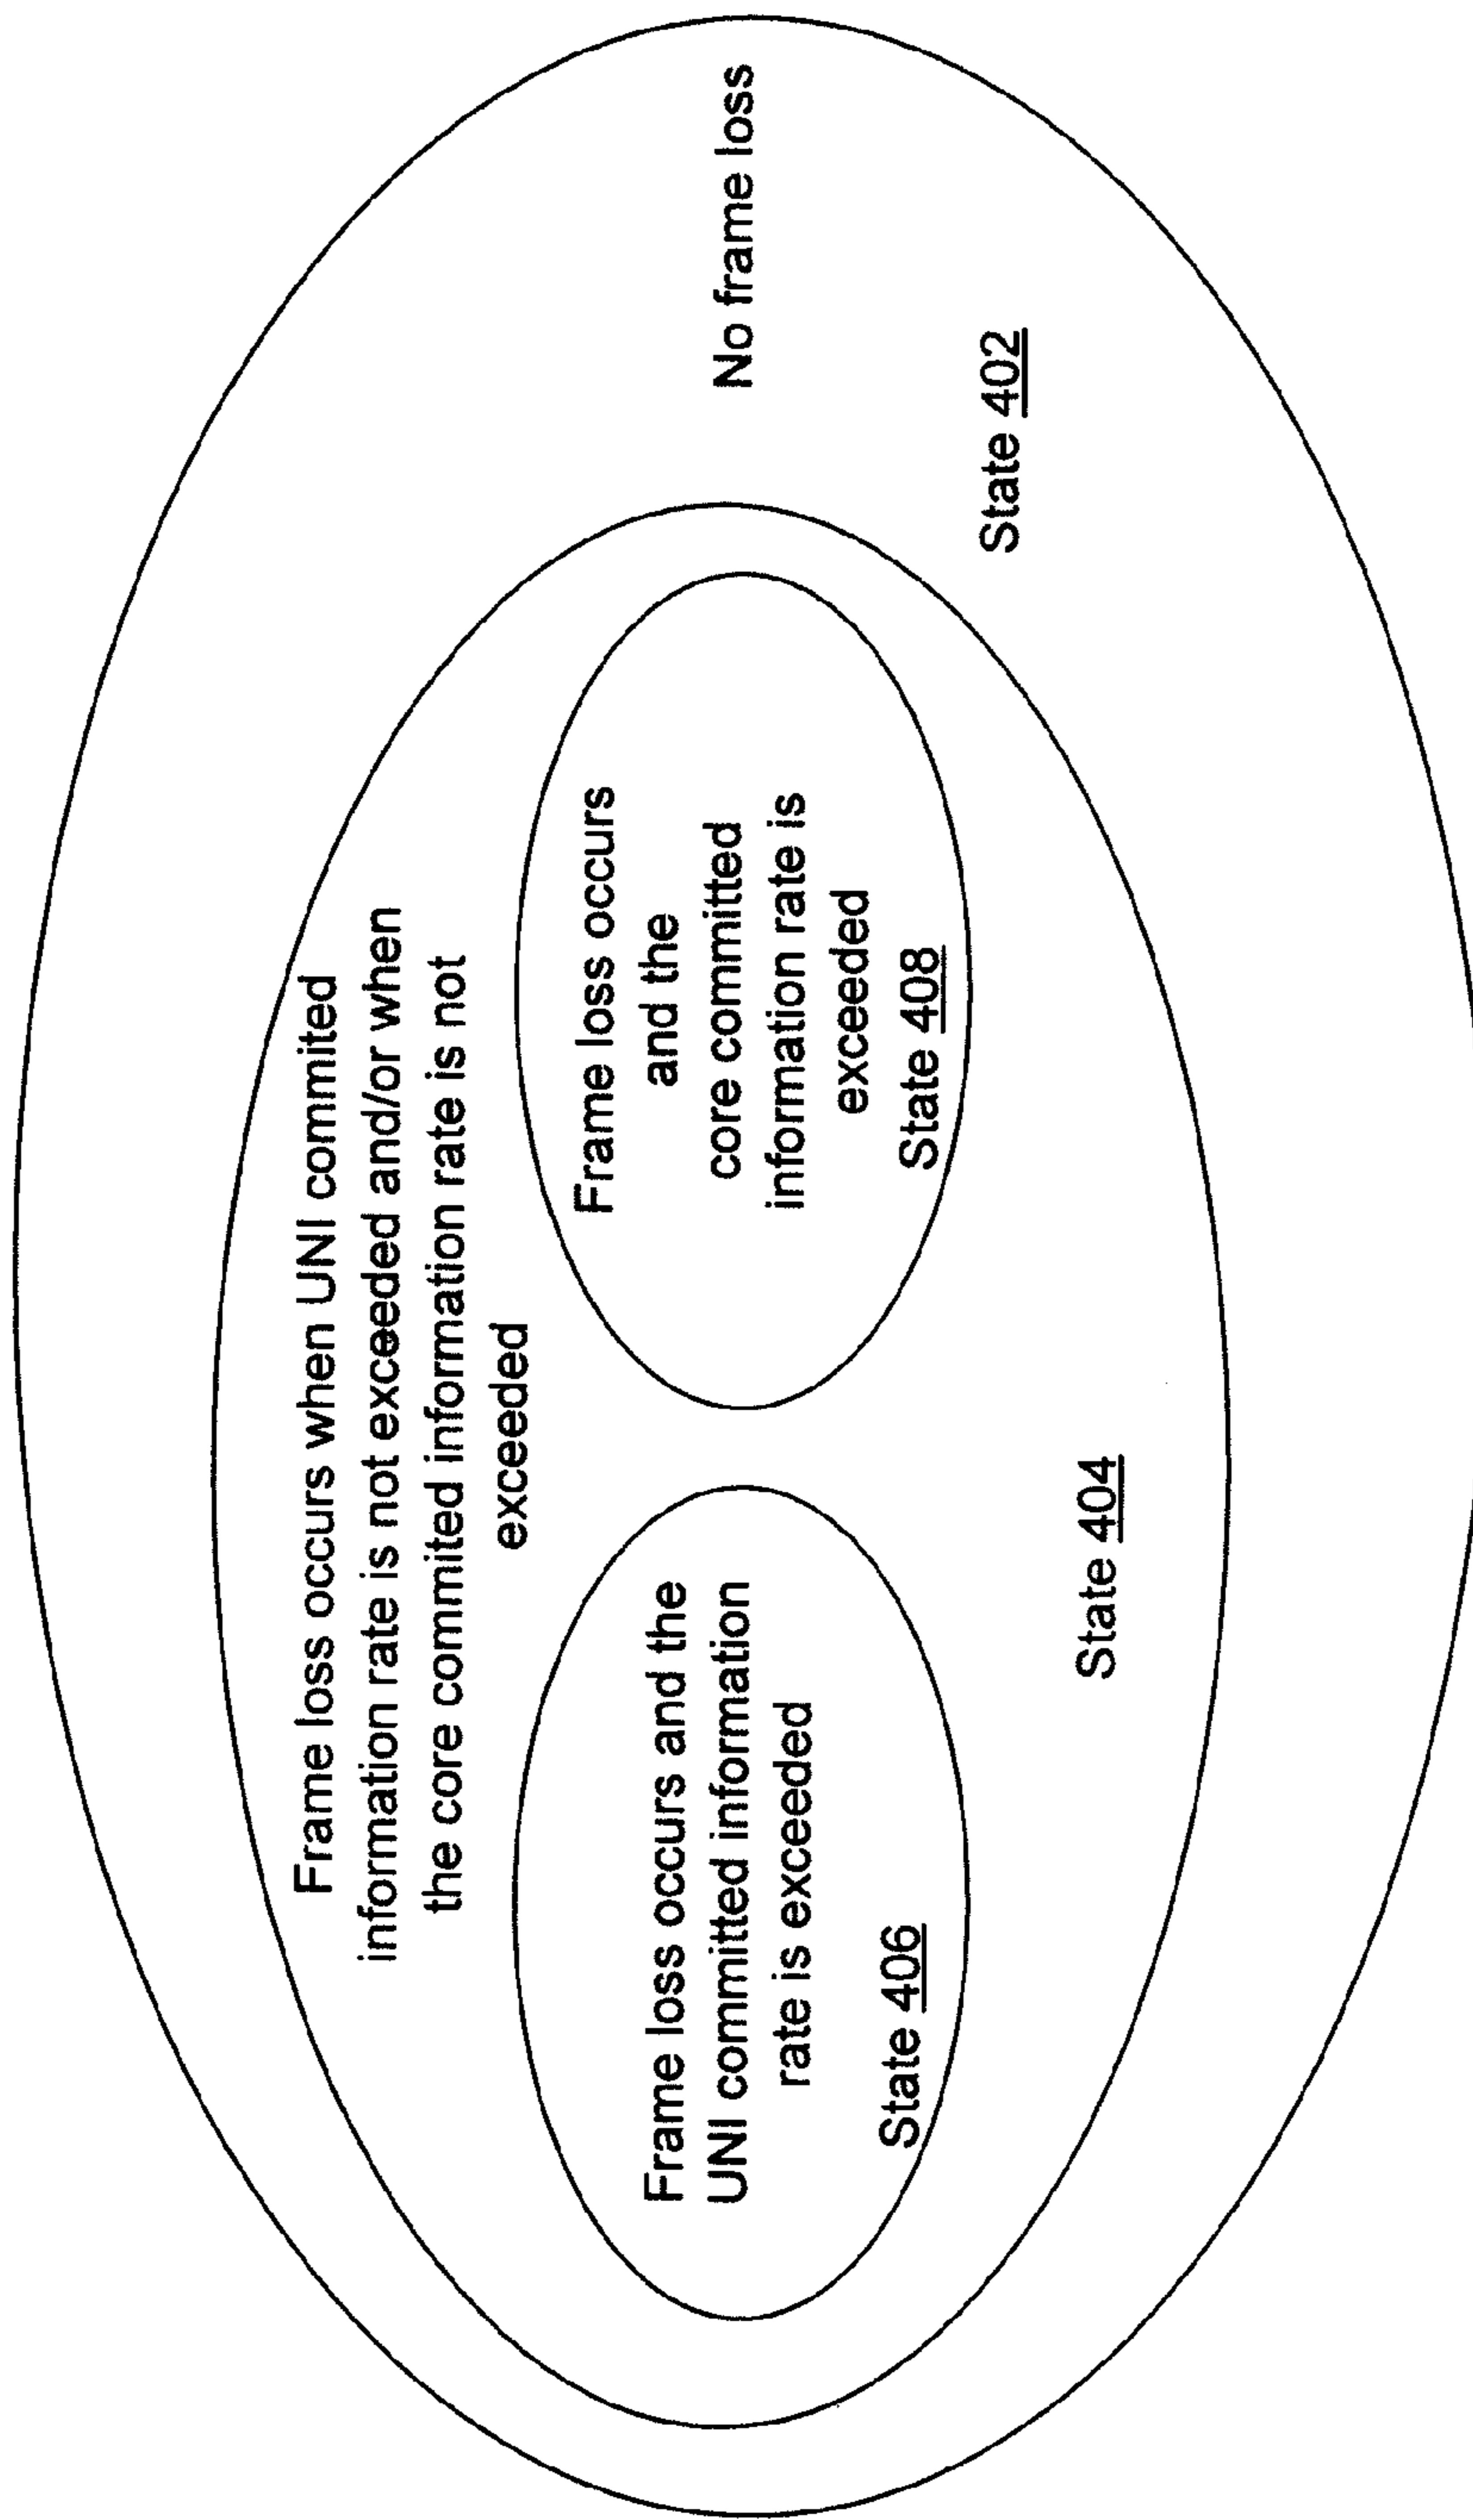 Frame loss occurs when UNI commited
information rate is not exceeded and/or when
the core commited information rate is not
exceeded
Frame loss occurs and the
UNI committed information
rate is exceeded
State 406
Frame loss occurs
and the
core committed
information rate is
exceeded
State 408
No frame loss
State 402
State 404